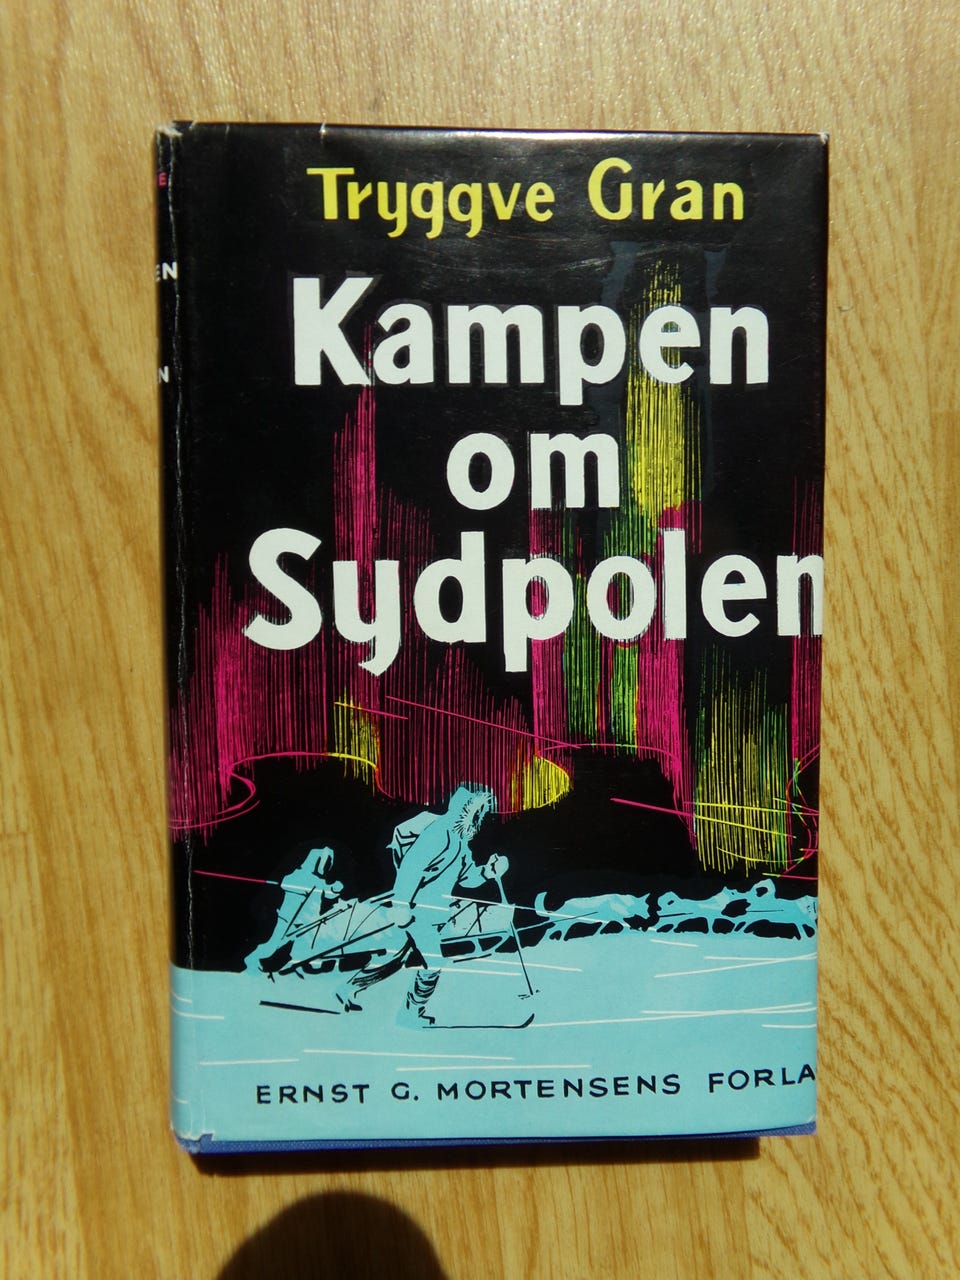 Tryggve Gran
Kampen
om
Sydpolen
ERNST G. MORTENSENS FORLA